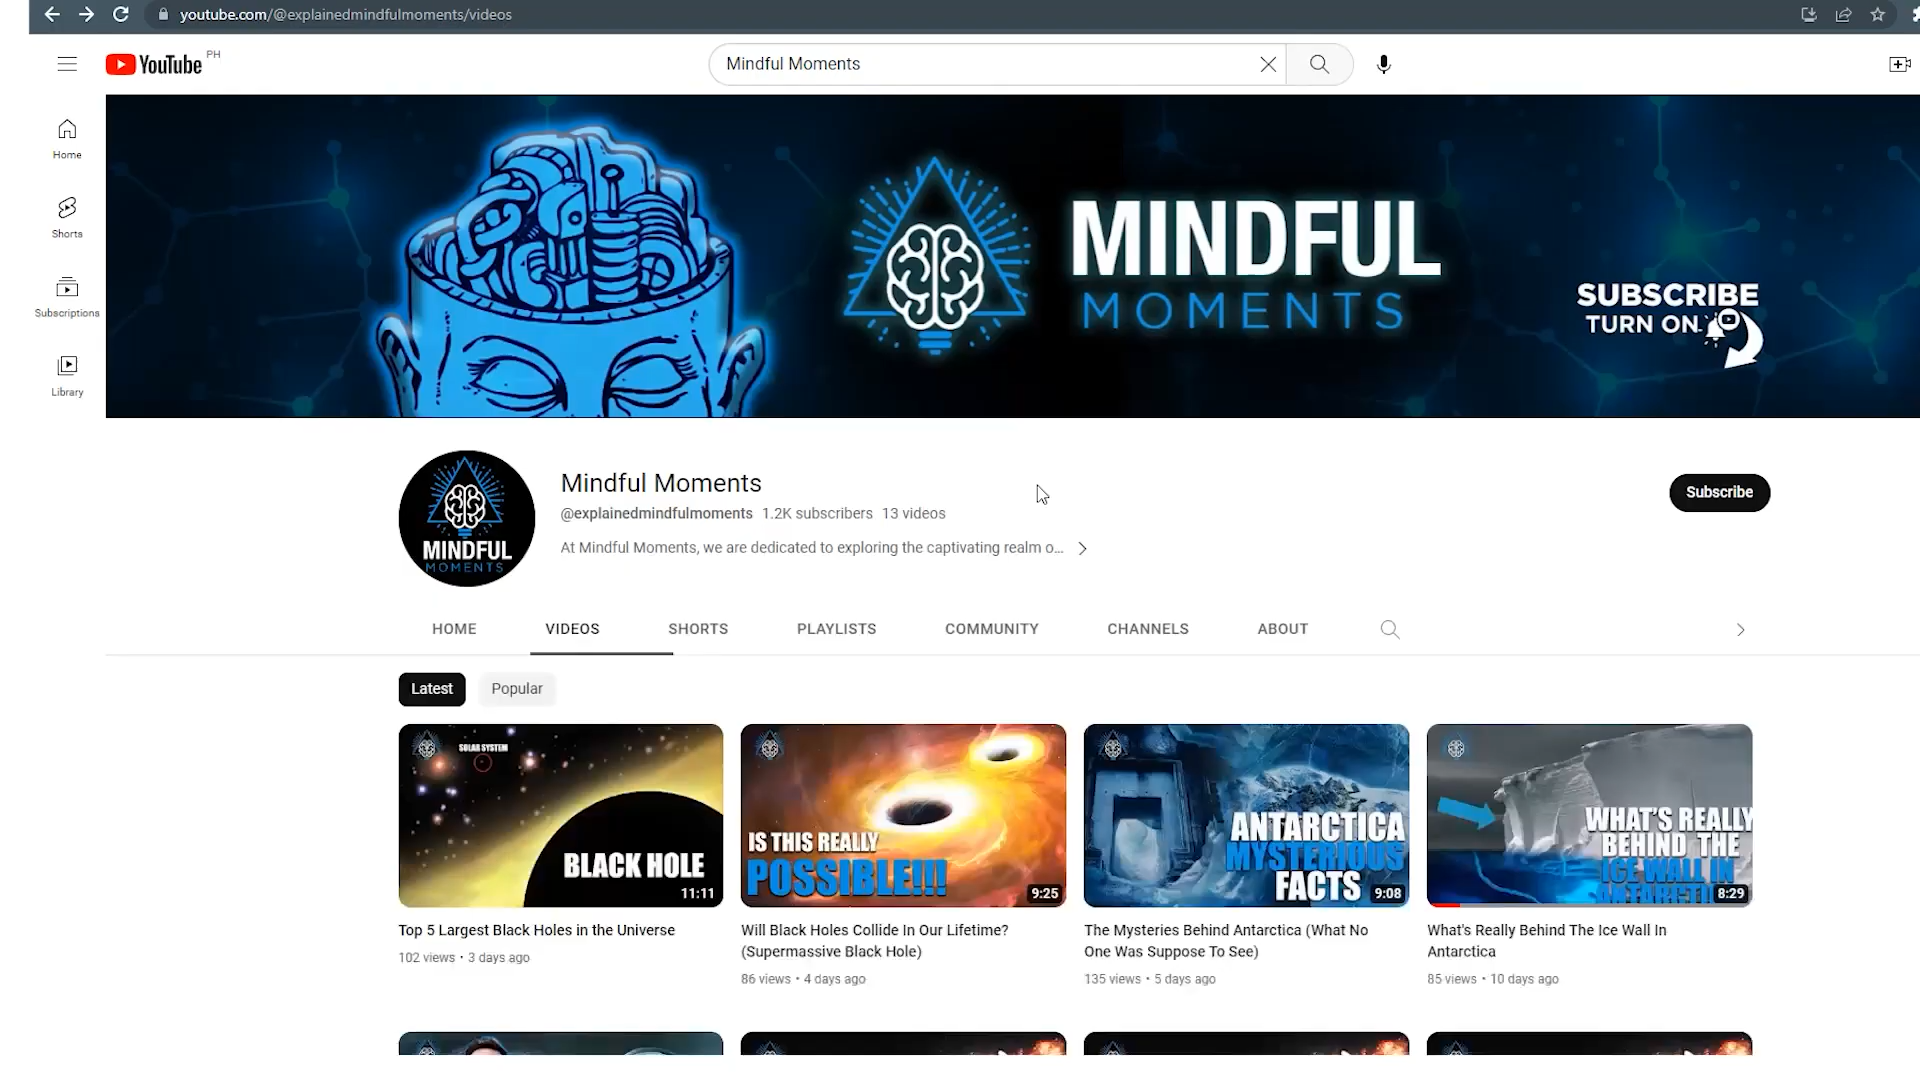 youtube.com/@explainedmindfulmoments/videos
YouTube PH
Mindful Moments
Home
Shorts
Subscriptions
Library
MINDFUL
MOMENTS
SUBSCRIBE
TURN ON
MINDFUL
MOMENTS
Mindful Moments
@explainedmindfulmoments 1.2K subscribers 13 videos
At Mindful Moments, we are dedicated to exploring the captivating realm o...
Subscribe
HOME VIDEOS SHORTS PLAYLISTS COMMUNITY CHANNELS ABOUT
Latest Popular
SOLAR SYSTEM
BLACK HOLE
11:11
IS THIS REALLY
POSSIBLE!!!
9:25
ANTARCTICA
MYSTERIOUS
FACTS
9:08
WHAT'S REALLY
BEHIND THE
ICE WALL IN
ANTARCTI
8:29
Top 5 Largest Black Holes in the Universe
102 views • 3 days ago
Will Black Holes Collide In Our Lifetime?
(Supermassive Black Hole)
86 views • 4 days ago
The Mysteries Behind Antarctica (What No
One Was Suppose To See)
135 views • 5 days ago
What's Really Behind The Ice Wall In
Antarctica
85 views • 10 days ago